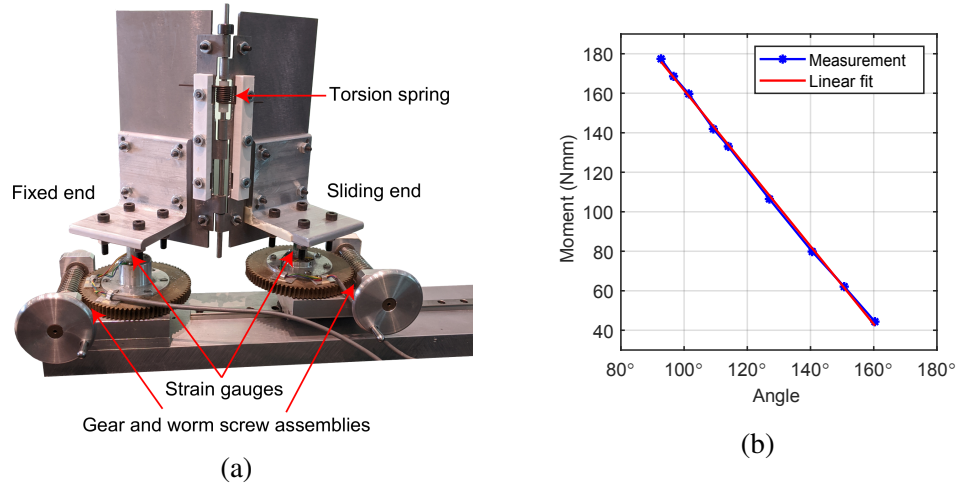 Torsion spring
Fixed end
Sliding end
Strain gauges
Gear and worm screw assemblies
(a)
Measurement
Linear fit
Moment (Nmm)
180
160
140
120
100
80
60
40
80° 100° 120° 140° 160° 180°
Angle
(b)